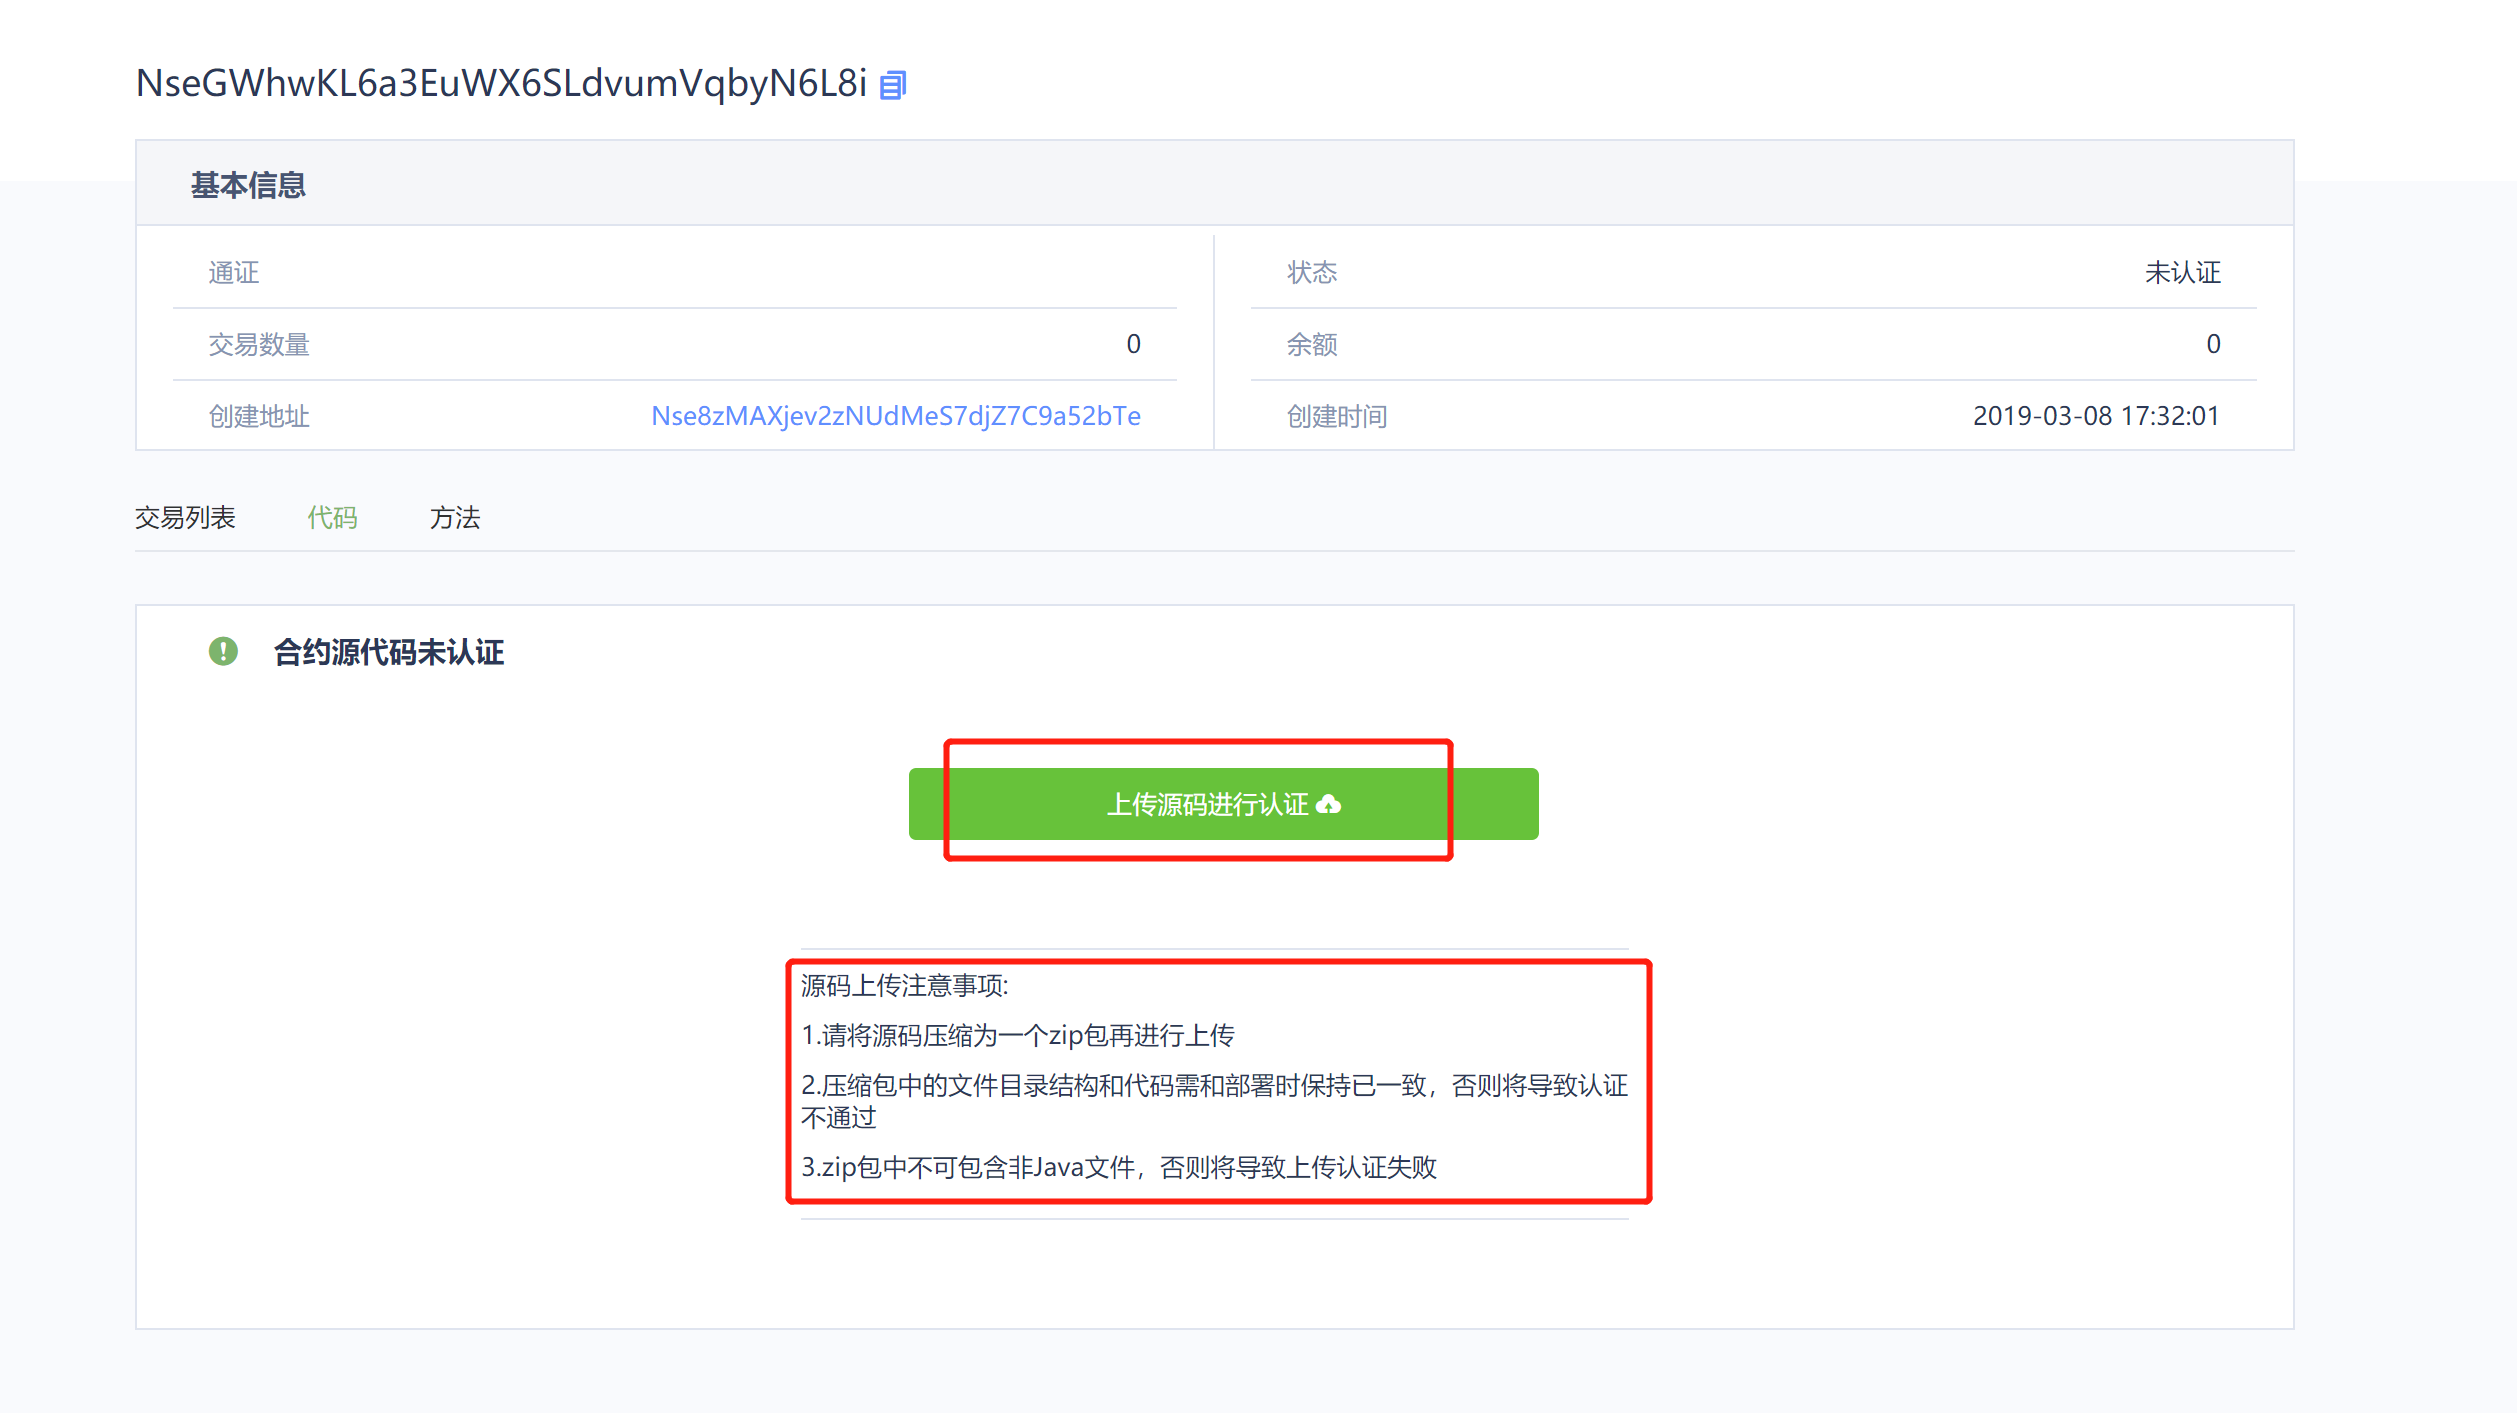 NseGWhwKL6a3EuWX6SLdvumVqbyN6L8i
基本信息
通证
状态 未认证
交易数量 0
余额 0
创建地址 Nse8zMAXjev2zNUdMeS7djZ7C9a52bTe
创建时间 2019-03-08 17:32:01
交易列表 代码 方法
合约源代码未认证
上传源码进行认证
源码上传注意事项:
1.请将源码压缩为一个zip包再进行上传
2.压缩包中的文件目录结构和代码需和部署时保持已一致，否则将导致认证
不通过
3.zip包中不可包含非Java文件，否则将导致上传认证失败